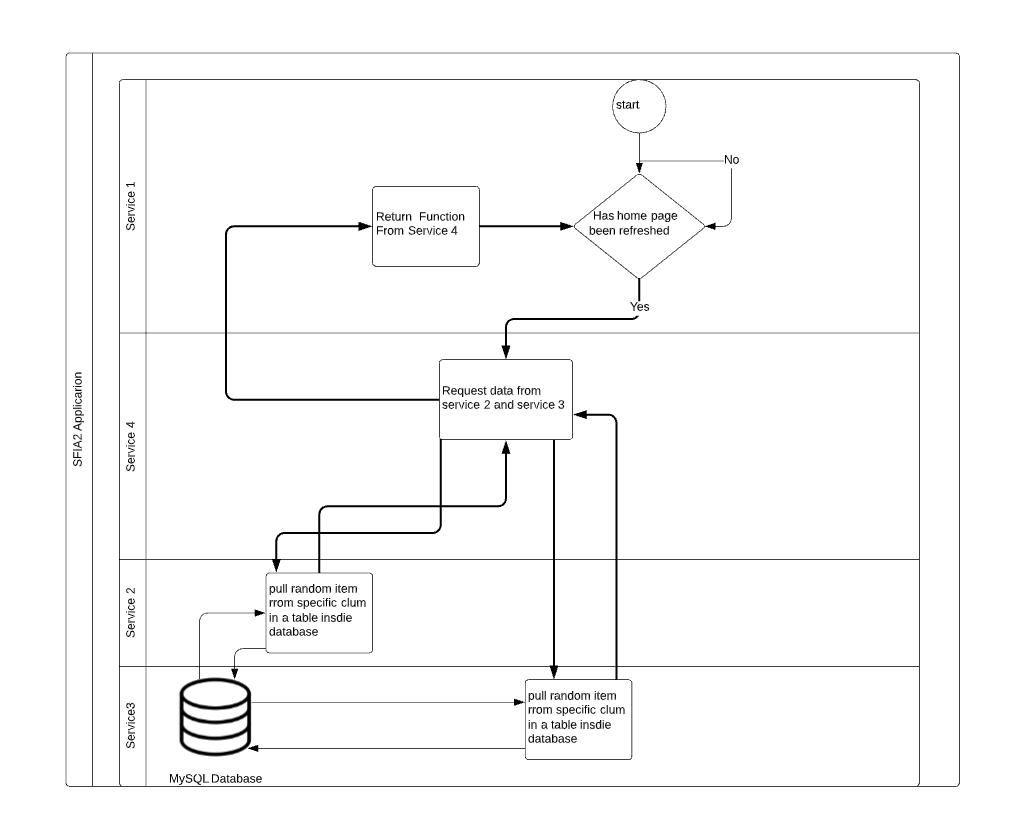 SFIA2 Applicarion
Service 1
start
No
Has home page
been refreshed
Return Function
From Service 4
Yes
Service 4
Request data from
service 2 and service 3
Service 2
pull random item
rrom specific clum
in a table insdie
database
Service3
pull random item
rrom specific clum
in a table insdie
database
MySQL Database